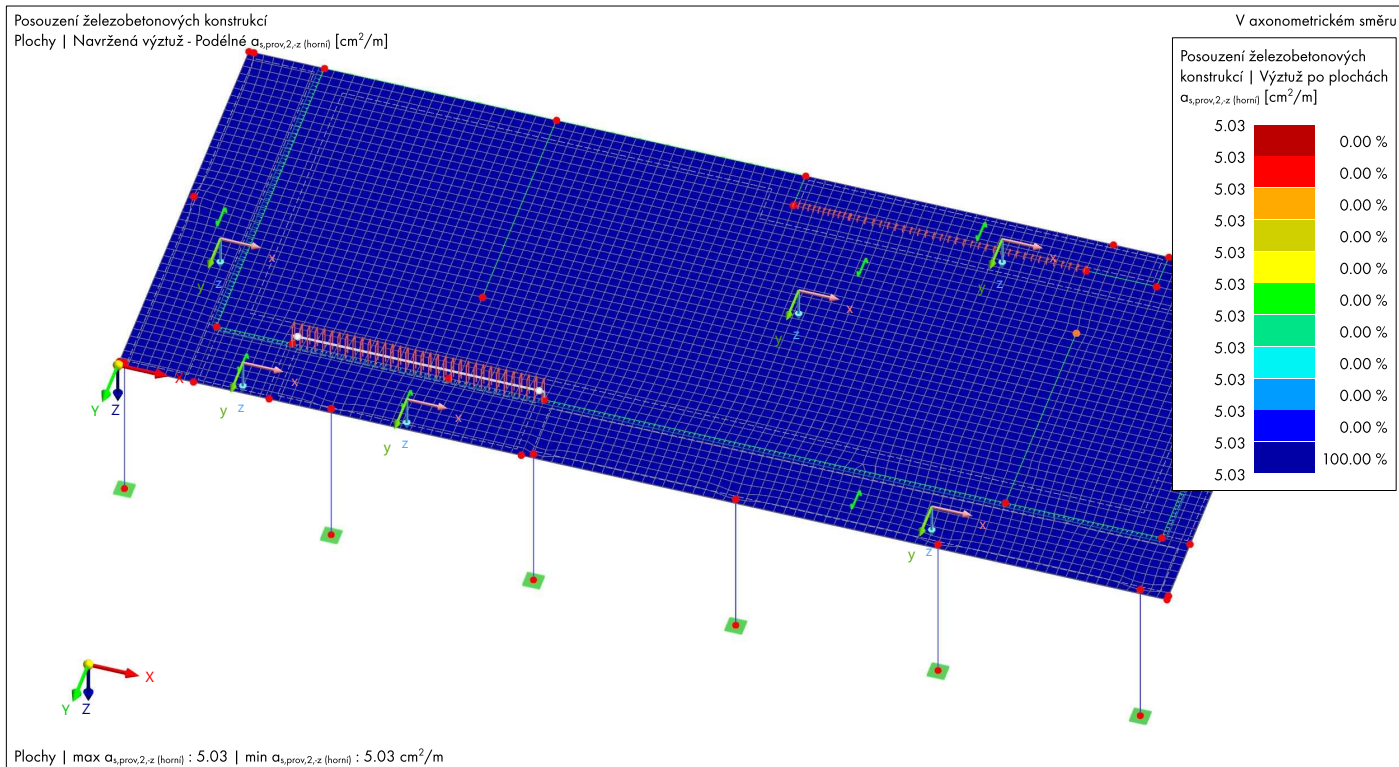 Posouzení železobetonových konstrukcí
Plochy | Navržená výztuž - Podélné as,prov,2,-z (horní) [cm²/m]
V axonometrickém směru
Posouzení železobetonových
konstrukcí | Výztuž po plochách
as,prov,2,-z (horní) [cm²/m]
5.03
0.00 %
5.03
0.00 %
5.03
0.00 %
5.03
0.00 %
5.03
0.00 %
5.03
0.00 %
5.03
0.00 %
5.03
0.00 %
5.03
0.00 %
5.03
0.00 %
5.03
100.00 %
5.03
x
y
z
x
y
z
x
y
z
X
Y
Z
x
y
z
x
y
z
x
y
z
X
Y
Z
Plochy | max as,prov,2,-z (horní) : 5.03 | min as,prov,2,-z (horní) : 5.03 cm²/m